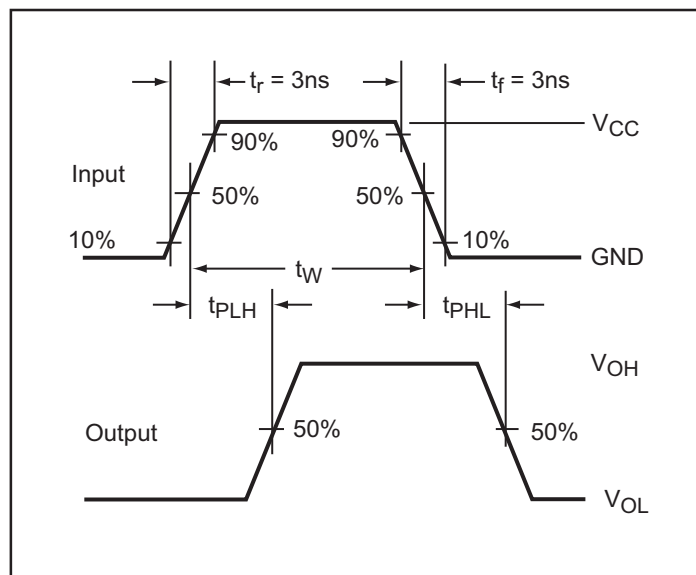 tr = 3ns
tf = 3ns
VCC
90%
90%
Input
50%
50%
10%
10%
GND
tW
tPLH
tPHL
VOH
Output
50%
50%
VOL